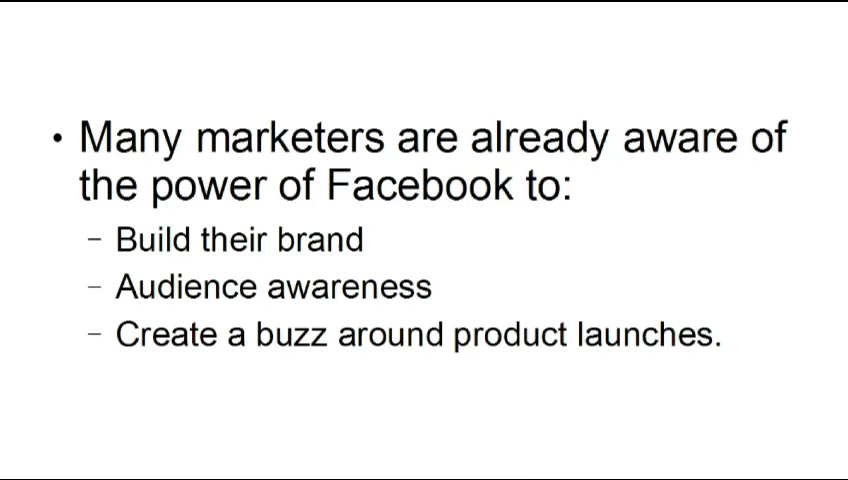 • Many marketers are already aware of
the power of Facebook to:
– Build their brand
– Audience awareness
– Create a buzz around product launches.